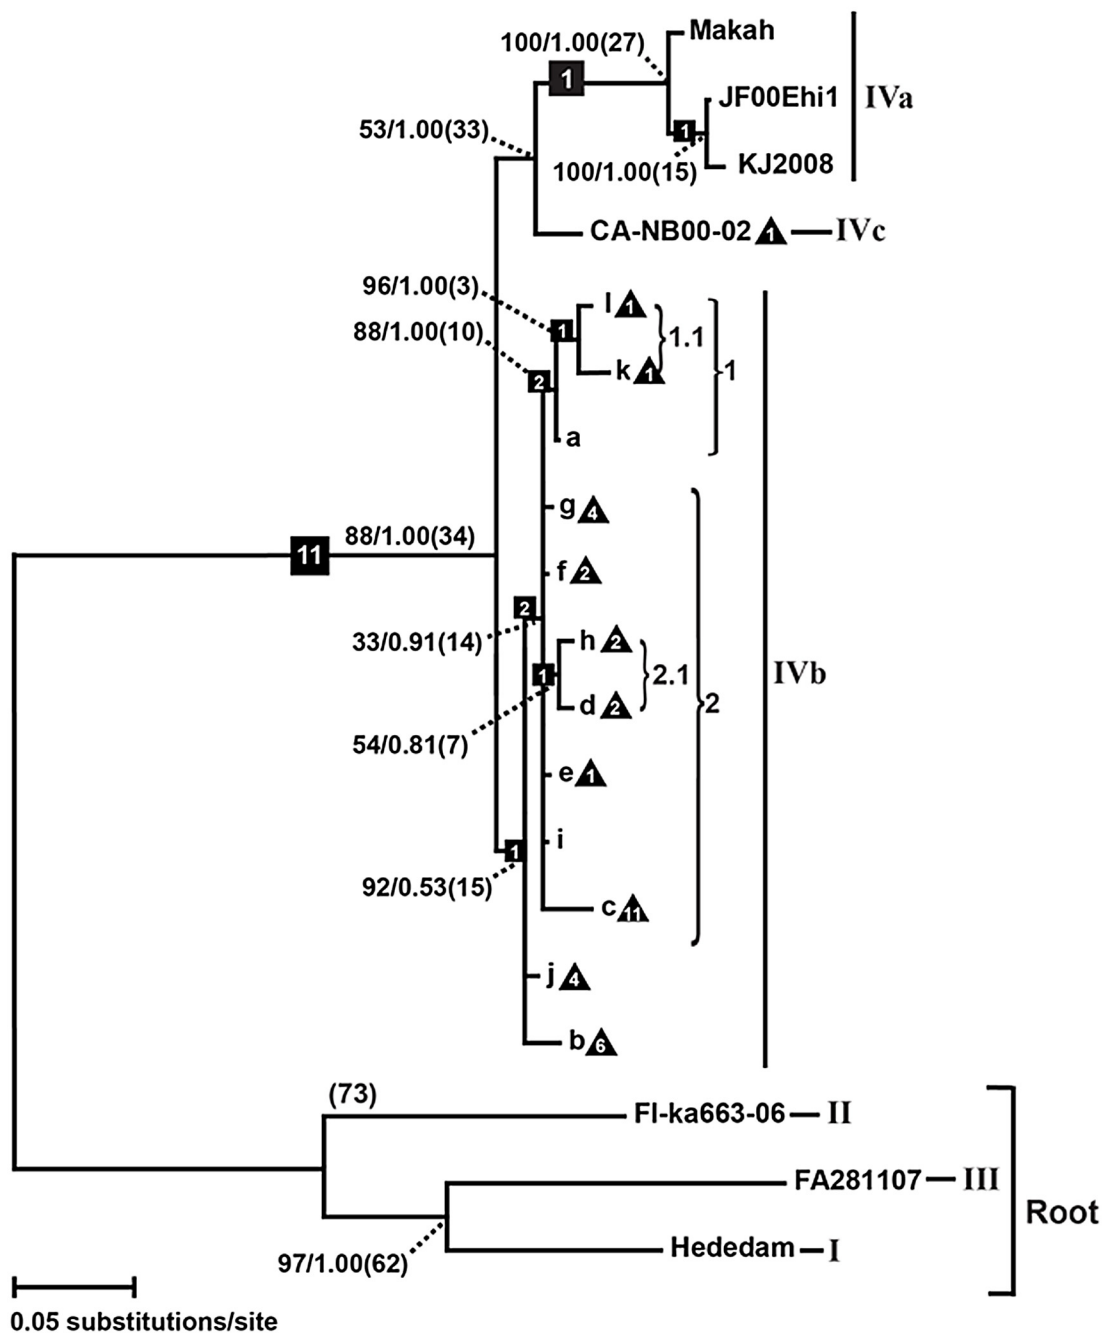 Makah
100/1.00(27)
1
JF00Ehi1
IVa
53/1.00(33)
1
100/1.00(15)
KJ2008
CA-NB00-02 1 IVc
96/1.00(3)
l 1
88/1.00(10)
1
1.1
2
k 1
1
a
g 4
88/1.00(34)
11
f 2
2
33/0.91(14)
h 2
1
2.1
IVb
d 2
2
54/0.81(7)
e 1
i
1
92/0.53(15)
c 11
j 4
b 6
(73)
FI-ka663-06 II
FA281107 III
Root
Hededam I
97/1.00(62)
0.05 substitutions/site